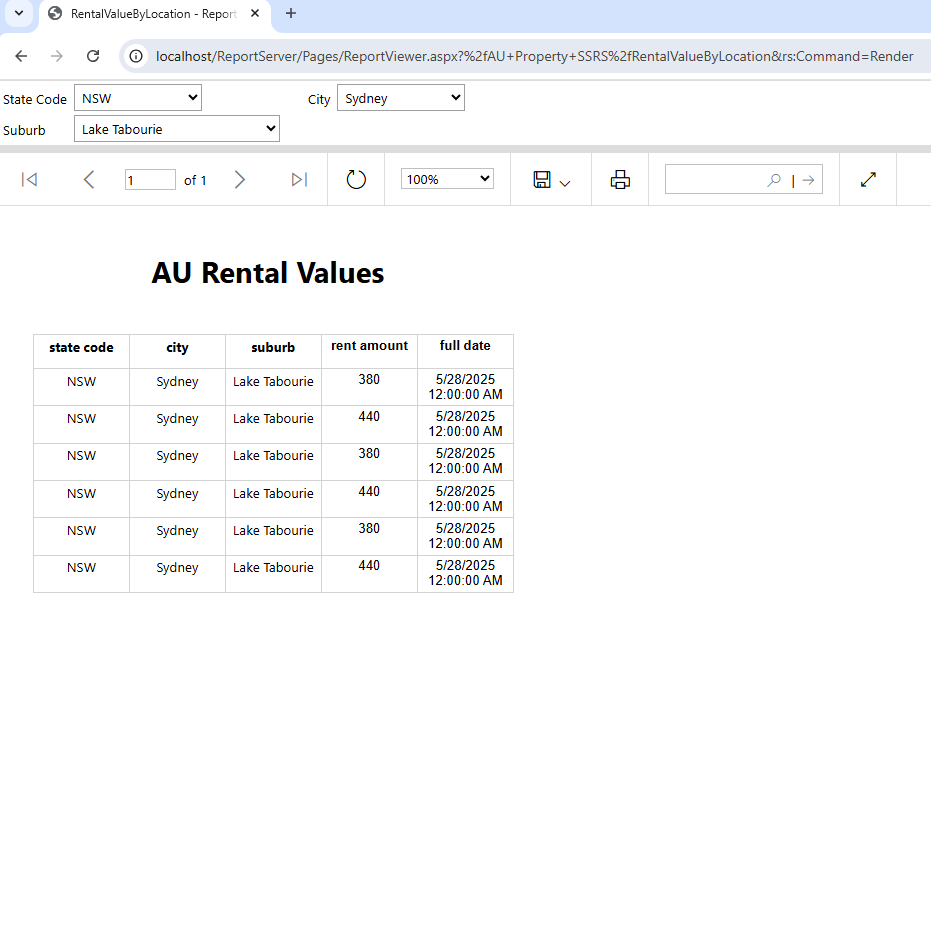 RentalValueByLocation - Report
localhost/ReportServer/Pages/ReportViewer.aspx?%2fAU+Property+SSRS%2fRentalValueByLocation&rs:Command=Render
State Code NSW City Sydney
Suburb Lake Tabourie
1 of 1 100% |
AU Rental Values
state code city suburb rent amount full date
NSW Sydney Lake Tabourie 380 5/28/2025
12:00:00 AM
NSW Sydney Lake Tabourie 440 5/28/2025
12:00:00 AM
NSW Sydney Lake Tabourie 380 5/28/2025
12:00:00 AM
NSW Sydney Lake Tabourie 440 5/28/2025
12:00:00 AM
NSW Sydney Lake Tabourie 380 5/28/2025
12:00:00 AM
NSW Sydney Lake Tabourie 440 5/28/2025
12:00:00 AM